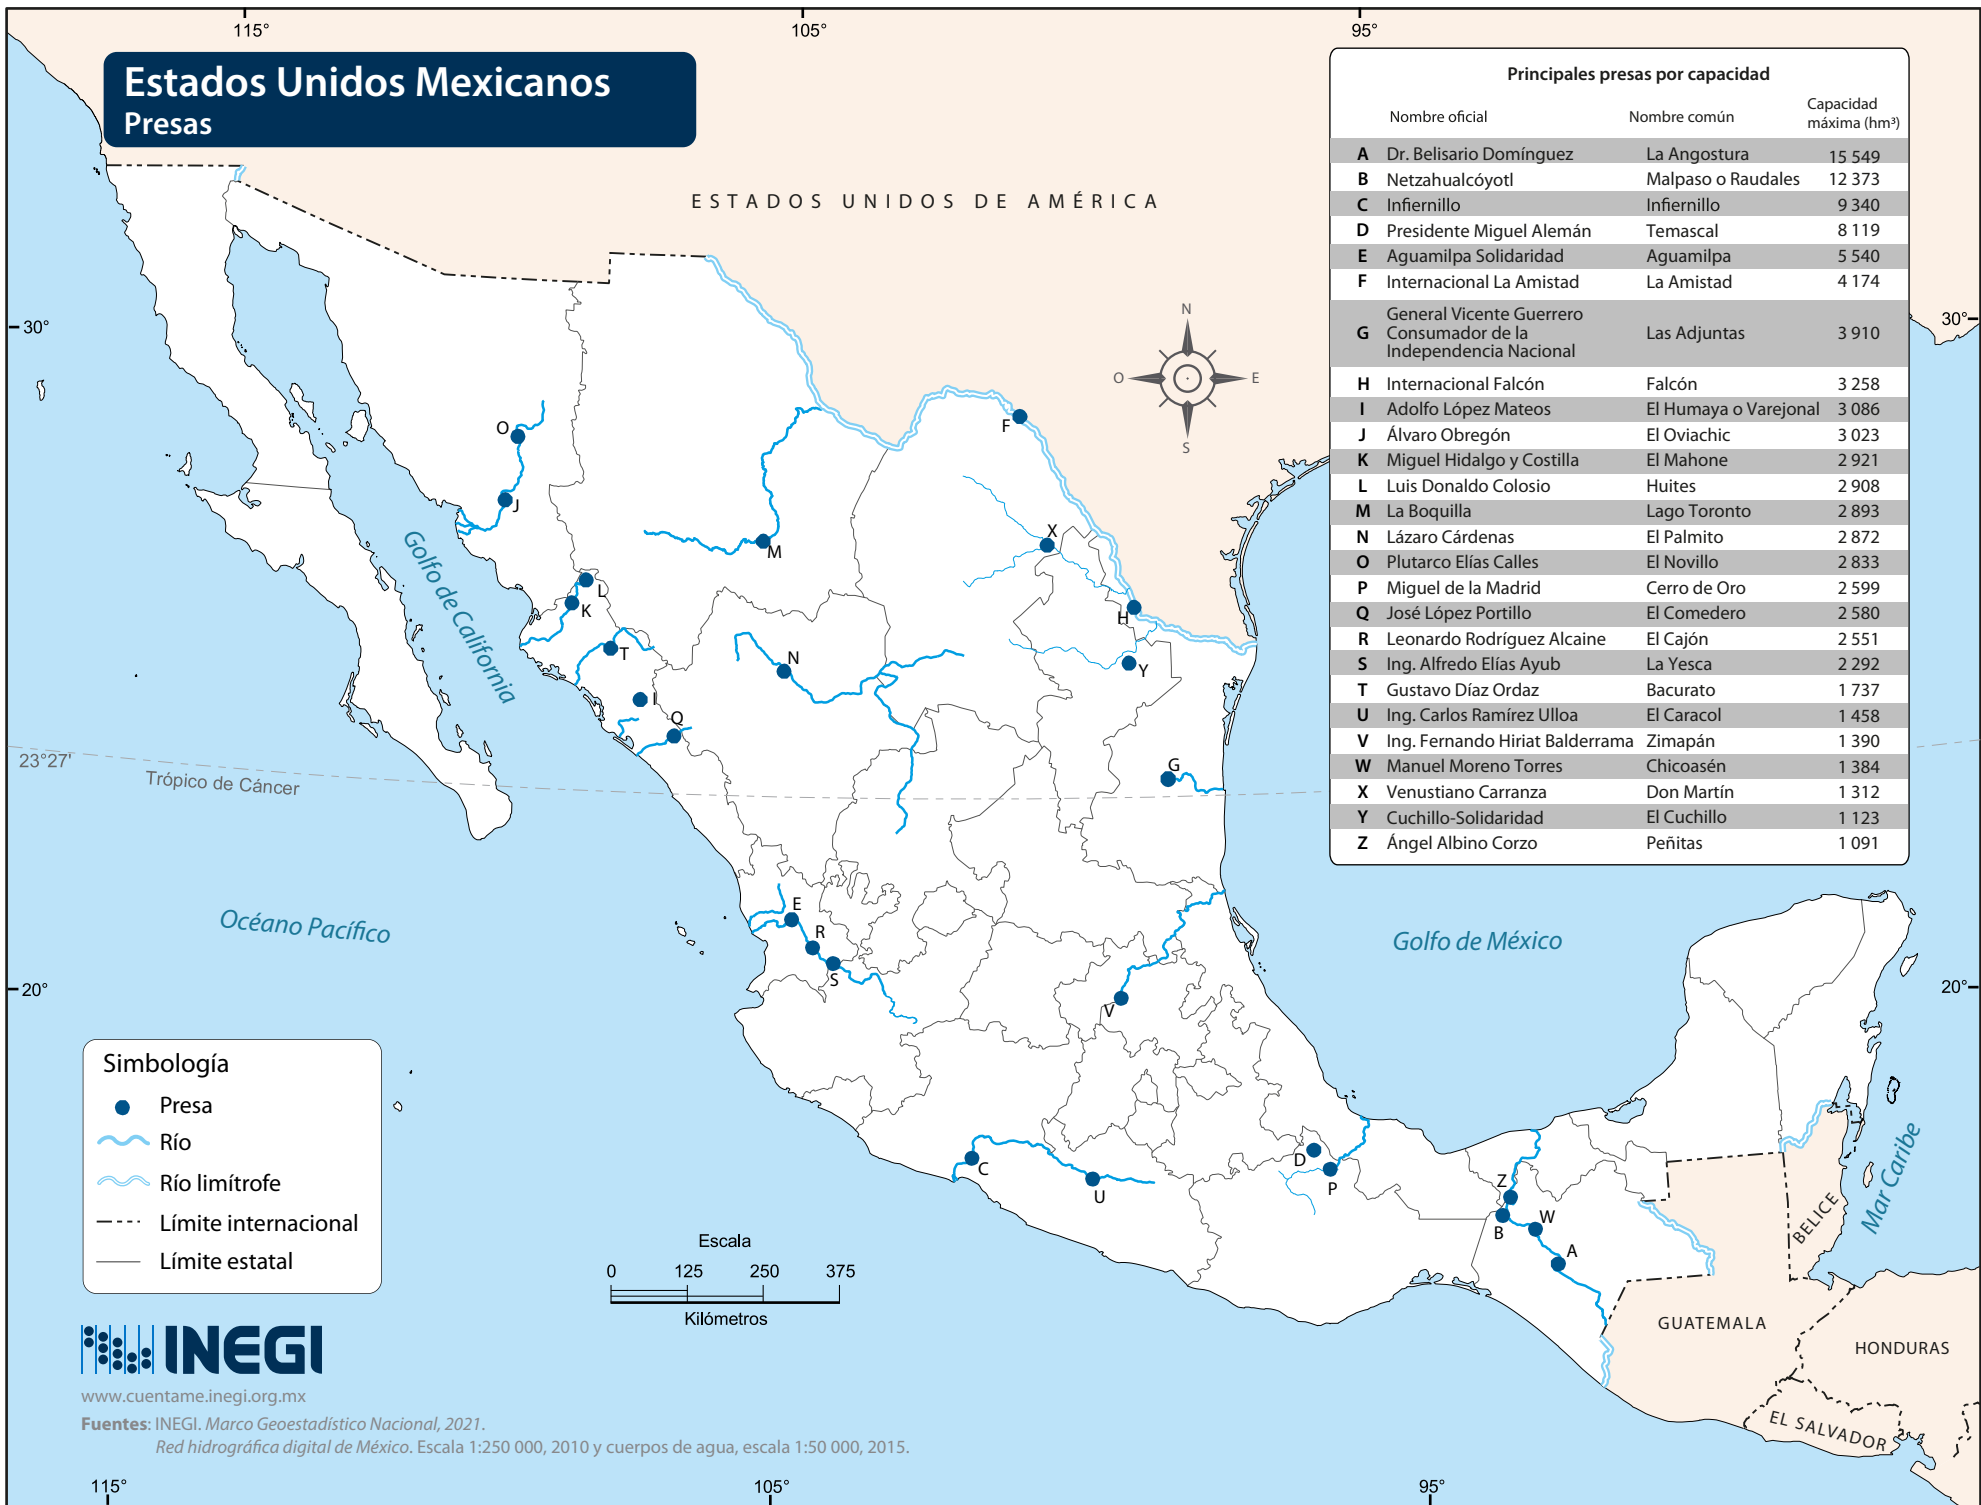 115°
105°
95°
Estados Unidos Mexicanos
Presas
ESTADOS UNIDOS DE AMÉRICA
Principales presas por capacidad
Nombre oficial Nombre común Capacidad máxima (hm³)
A Dr. Belisario Domínguez La Angostura 15 549
B Netzahualcóyotl Malpaso o Raudales 12 373
C Infiernillo Infiernillo 9 340
D Presidente Miguel Alemán Temascal 8 119
E Aguamilpa Solidaridad Aguamilpa 5 540
F Internacional La Amistad La Amistad 4 174
General Vicente Guerrero
G Consumador de la Las Adjuntas 3 910
Independencia Nacional
H Internacional Falcón Falcón 3 258
I Adolfo López Mateos El Humaya o Varejonal 3 086
J Álvaro Obregón El Oviachic 3 023
K Miguel Hidalgo y Costilla El Mahone 2 921
L Luis Donaldo Colosio Huites 2 908
M La Boquilla Lago Toronto 2 893
N Lázaro Cárdenas El Palmito 2 872
O Plutarco Elías Calles El Novillo 2 833
P Miguel de la Madrid Cerro de Oro 2 599
Q José López Portillo El Comedero 2 580
R Leonardo Rodríguez Alcaine El Cajón 2 551
S Ing. Alfredo Elías Ayub La Yesca 2 292
T Gustavo Díaz Ordaz Bacurato 1 737
U Ing. Carlos Ramírez Ulloa El Caracol 1 458
V Ing. Fernando Hiriat Balderrama Zimapán 1 390
W Manuel Moreno Torres Chicoasén 1 384
X Venustiano Carranza Don Martín 1 312
Y Cuchillo-Solidaridad El Cuchillo 1 123
Z Ángel Albino Corzo Peñitas 1 091
N
O E
S
30°
30°
F
O
J
X
M
L
K
H
T
N
Y
I
Q
G
Golfo de California
23°27'
Trópico de Cáncer
E
R
S
V
Océano Pacífico
Golfo de México
20°
20°
C
U
D
P
Z
B
W
A
Mar Caribe
BELICE
GUATEMALA
HONDURAS
EL SALVADOR
Simbología
Presa
Río
Río limítrofe
Límite internacional
Límite estatal
Escala
0 125 250 375
Kilómetros
INEGI
www.cuentame.inegi.org.mx
Fuentes: INEGI. Marco Geoestadístico Nacional, 2021.
Red hidrográfica digital de México. Escala 1:250 000, 2010 y cuerpos de agua, escala 1:50 000, 2015.
115°
105°
95°